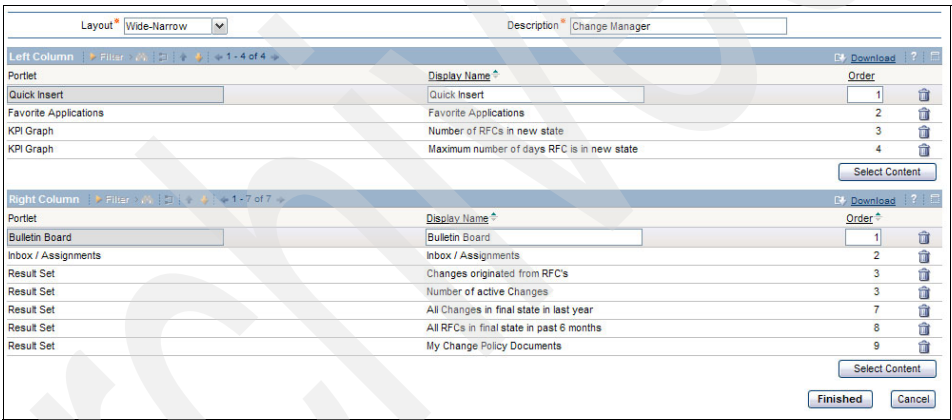 Layout* Wide-Narrow Description* Change Manager
Left Column Filter 1 - 4 of 4 Download ?
Portlet Display Name Order
Quick Insert Quick Insert 1
Favorite Applications Favorite Applications 2
KPI Graph Number of RFCs in new state 3
KPI Graph Maximum number of days RFC is in new state 4
Select Content
Right Column Filter 1 - 7 of 7 Download ?
Portlet Display Name Order
Bulletin Board Bulletin Board 1
Inbox / Assignments Inbox / Assignments 2
Result Set Changes originated from RFC's 3
Result Set Number of active Changes 3
Result Set All Changes in final state in last year 7
Result Set All RFCs in final state in past 6 months 8
Result Set My Change Policy Documents 9
Select Content
Finished Cancel